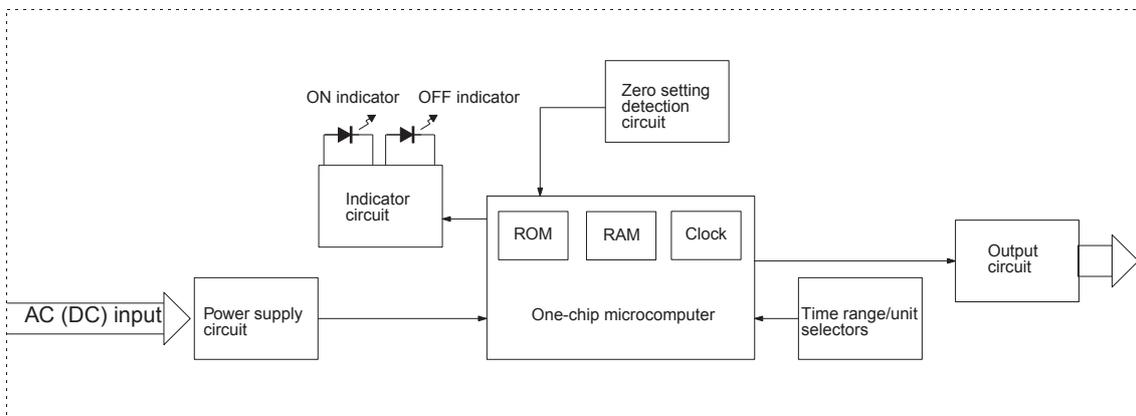 Zero setting
detection
circuit
ON indicator
OFF indicator
Indicator
circuit
ROM
RAM
Clock
Output
circuit
AC (DC) input
Power supply
circuit
One-chip microcomputer
Time range/unit
selectors